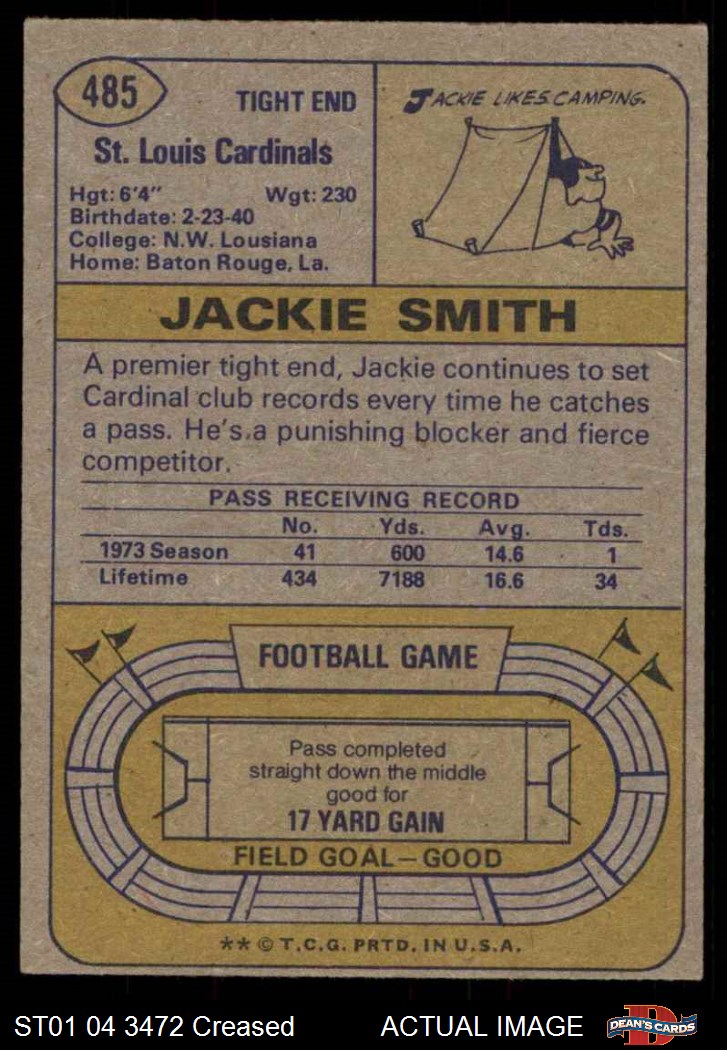 485
TIGHT END
St. Louis Cardinals
Hgt: 6'4" Wgt: 230
Birthdate: 2-23-40
College: N.W. Lousiana
Home: Baton Rouge, La.
JACKIE LIKES CAMPING.
JACKIE SMITH
A premier tight end, Jackie continues to set
Cardinal club records every time he catches
a pass. He's a punishing blocker and fierce
competitor.
PASS RECEIVING RECORD
No. Yds. Avg. Tds.
1973 Season 41 600 14.6 1
Lifetime 434 7188 16.6 34
FOOTBALL GAME
Pass completed
straight down the middle
good for
17 YARD GAIN
FIELD GOAL—GOOD
** © T.C.G. PRTD. IN U.S.A.
ST01 04 3472 Creased ACTUAL IMAGE
D
DEAN'S CARDS